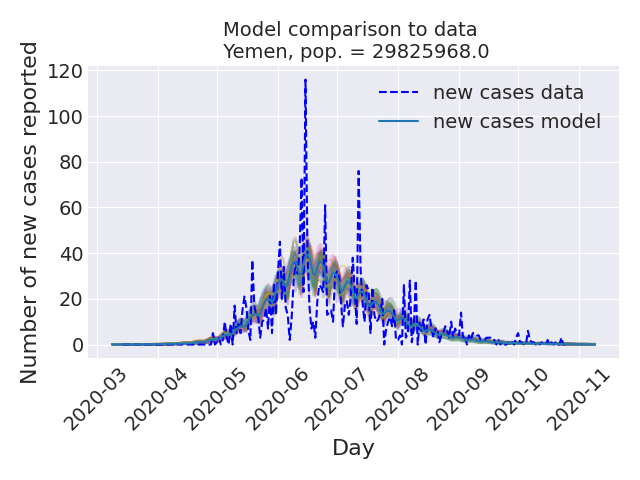 Model comparison to data
Yemen, pop. = 29825968.0
Number of new cases reported
120
100
80
60
40
20
0
new cases data
new cases model
2020-03
2020-04
2020-05
2020-06
2020-07
2020-08
2020-09
2020-10
2020-11
Day